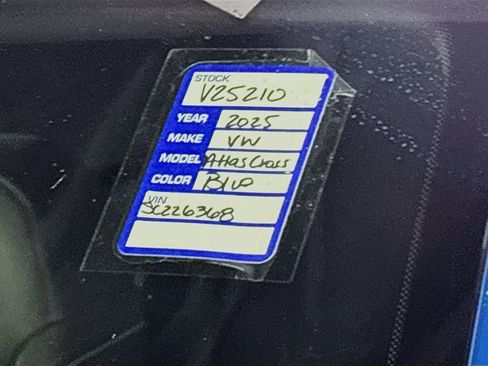 STOCK
V25210
YEAR 2025
MAKE VW
MODEL Atlas Cross
COLOR Blue
VIN
SC226368